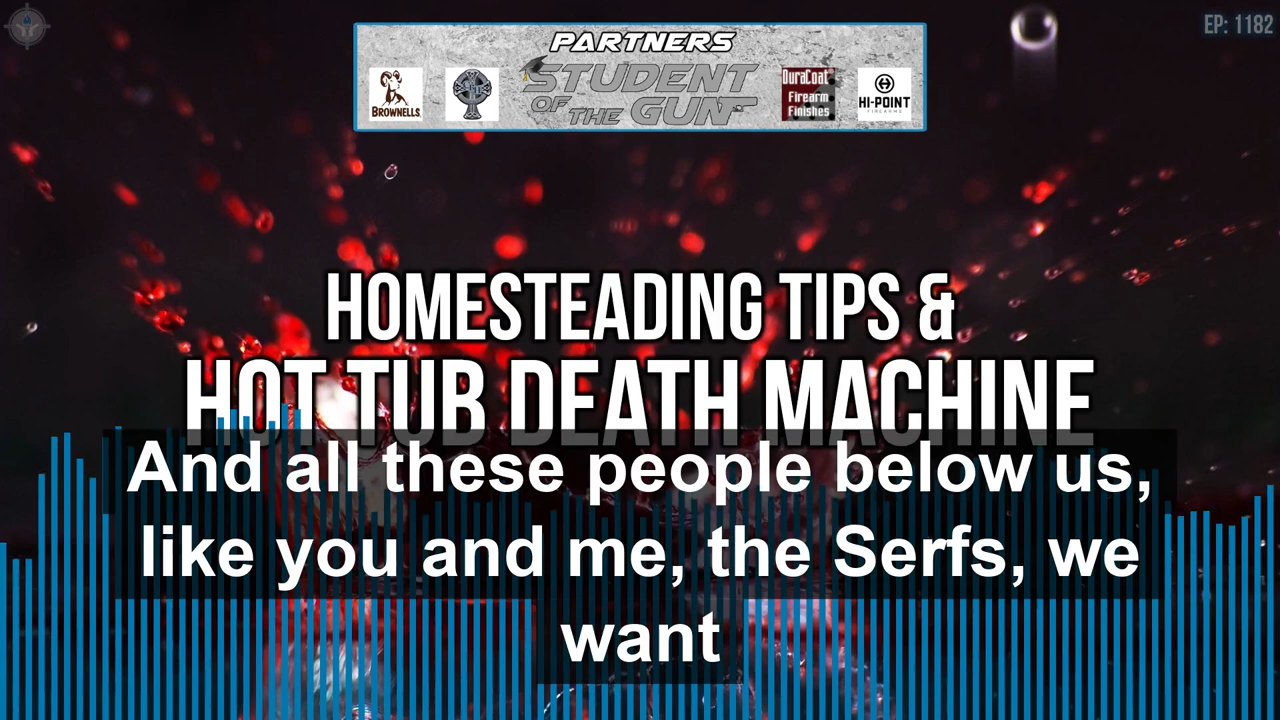 EP: 1182
PARTNERS
STUDENT
OF THE GUN
BROWNELLS
DuraCoat
Firearm
Finishes
HI-POINT
FIREARMS
HOMESTEADING TIPS &
HOT TUB DEATH MACHINE
And all these people below us,
like you and me, the Serfs, we
want